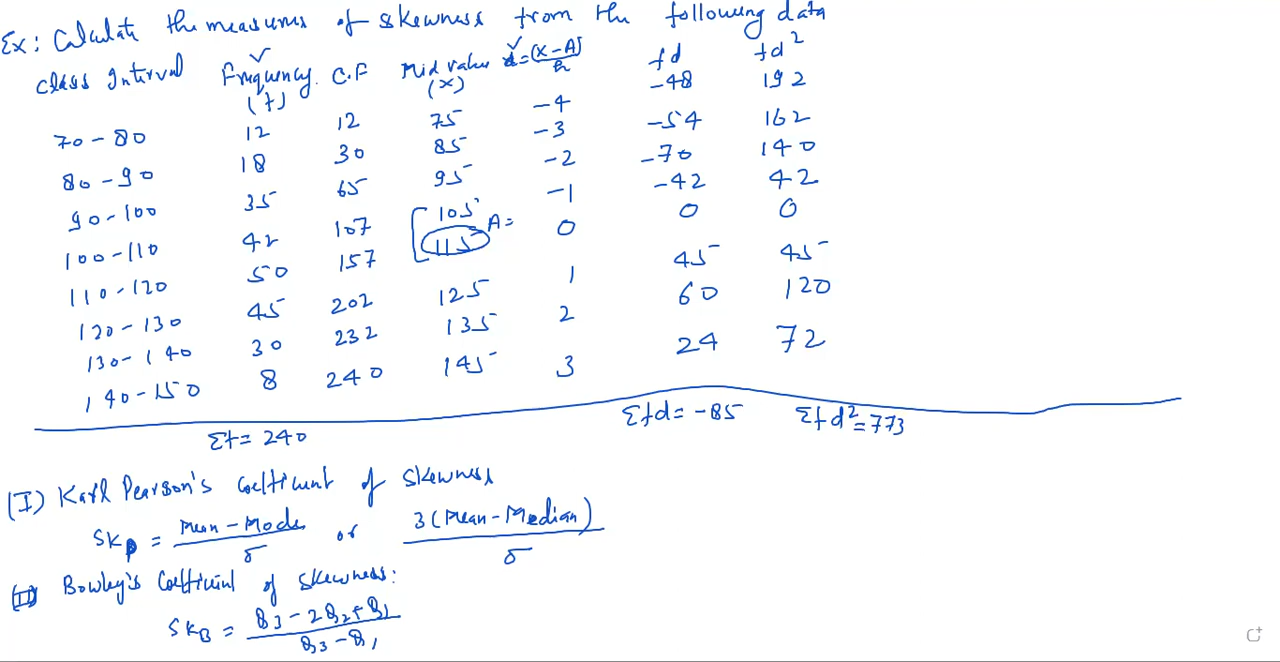 Ex: Calculate the measures of skewness from the following data
Class Interval Frequency (f) C.F Mid value (x) d=(x-A)/h fd fd²
70-80 12 12 75 -4 -48 192
80-90 18 30 85 -3 -54 162
90-100 35 65 95 -2 -70 140
100-110 42 107 105 -1 -42 42
110-120 50 157 115 A= 0 0 0
120-130 45 202 125 1 45 45
130-140 30 232 135 2 60 120
140-150 8 240 145 3 24 72
Σf= 240 Σfd = -85 Σfd²=773
(I) Karl Pearson's Coefficient of Skewness
SKp = Mean-Mode/σ or 3(Mean-Median)/σ
(II) Bowley's Coefficient of Skewness:
SKB = Q3-2Q2+Q1/Q3-Q1